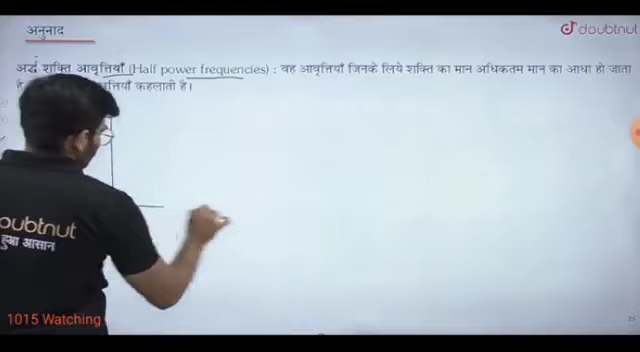 अनुनाद
doubtnut
अर्द्ध शक्ति आवृत्तियाँ (Half power frequencies) : वह आवृत्तियाँ जिनके लिये शक्ति का मान अधिकतम मान का आधा हो जाता
है कहलाती है।
doubtnut
हुआ आसान
1015 Watching